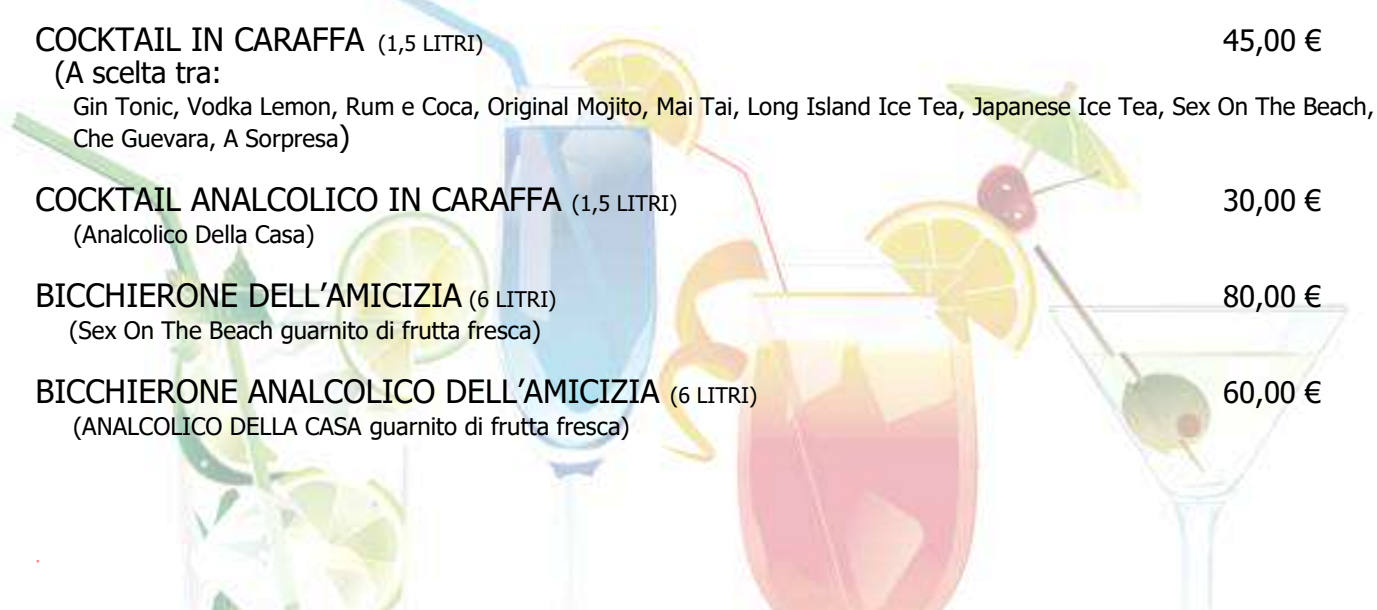 COCKTAIL IN CARAFFA (1,5 LITRI) 45,00 €
(A scelta tra:
Gin Tonic, Vodka Lemon, Rum e Coca, Original Mojito, Mai Tai, Long Island Ice Tea, Japanese Ice Tea, Sex On The Beach,
Che Guevara, A Sorpresa)
COCKTAIL ANALCOLICO IN CARAFFA (1,5 LITRI) 30,00 €
(Analcolico Della Casa)
BICCHIERONE DELL’AMICIZIA (6 LITRI) 80,00 €
(Sex On The Beach guarnito di frutta fresca)
BICCHIERONE ANALCOLICO DELL’AMICIZIA (6 LITRI) 60,00 €
(ANALCOLICO DELLA CASA guarnito di frutta fresca)
.